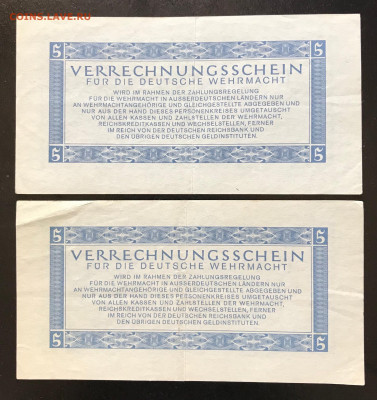 COINS.LAVE.RU
5 5
VERRECHNUNGSSCHEIN
FÜR DIE DEUTSCHE WEHRMACHT
WIRD IM RAHMEN DER ZAHLUNGSREGELUNG
FÜR DIE WEHRMACHT IN AUSSERDEUTSCHEN LÄNDERN NUR
AN WEHRMACHTANGEHÖRIGE UND GLEICHGESTELLTE ABGEGEBEN UND
NUR AUS DER HAND DIESES PERSONENKREISES UMGETAUSCHT
VON ALLEN KASSEN UND ZAHLSTELLEN DER WEHRMACHT,
REICHSKREDITKASSEN UND WECHSELSTELLEN, FERNER
IM REICH VON DER DEUTSCHEN REICHSBANK UND
DEN ÜBRIGEN DEUTSCHEN GELDINSTITUTEN.
5 5
5 5
VERRECHNUNGSSCHEIN
FÜR DIE DEUTSCHE WEHRMACHT
WIRD IM RAHMEN DER ZAHLUNGSREGELUNG
FÜR DIE WEHRMACHT IN AUSSERDEUTSCHEN LÄNDERN NUR
AN WEHRMACHTANGEHÖRIGE UND GLEICHGESTELLTE ABGEGEBEN UND
NUR AUS DER HAND DIESES PERSONENKREISES UMGETAUSCHT
VON ALLEN KASSEN UND ZAHLSTELLEN DER WEHRMACHT,
REICHSKREDITKASSEN UND WECHSELSTELLEN, FERNER
IM REICH VON DER DEUTSCHEN REICHSBANK UND
DEN ÜBRIGEN DEUTSCHEN GELDINSTITUTEN.
5 5